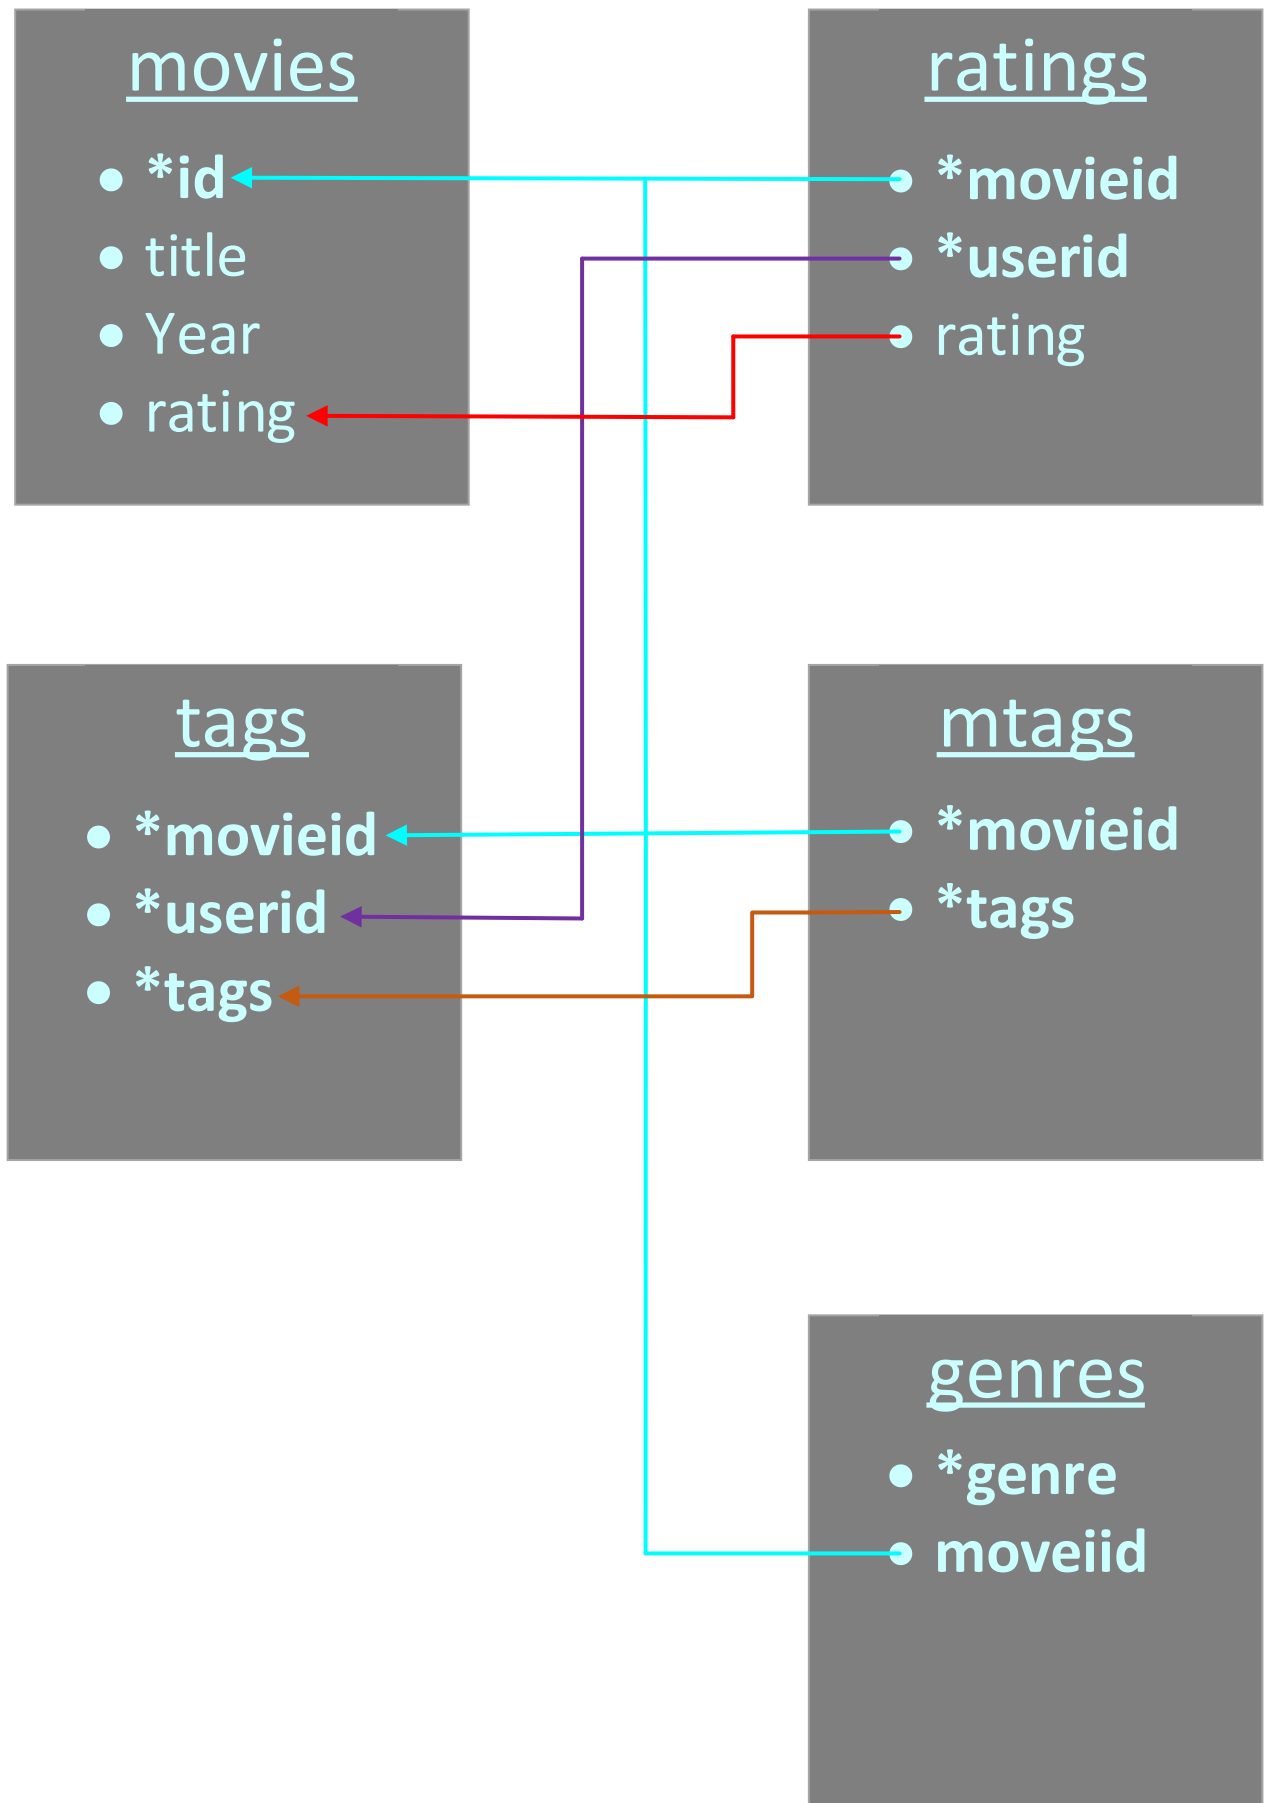 movies
• *id
• title
• Year
• rating
ratings
• *movieid
• *userid
• rating
tags
• *movieid
• *userid
• *tags
mtags
• *movieid
• *tags
genres
• *genre
• moveiid